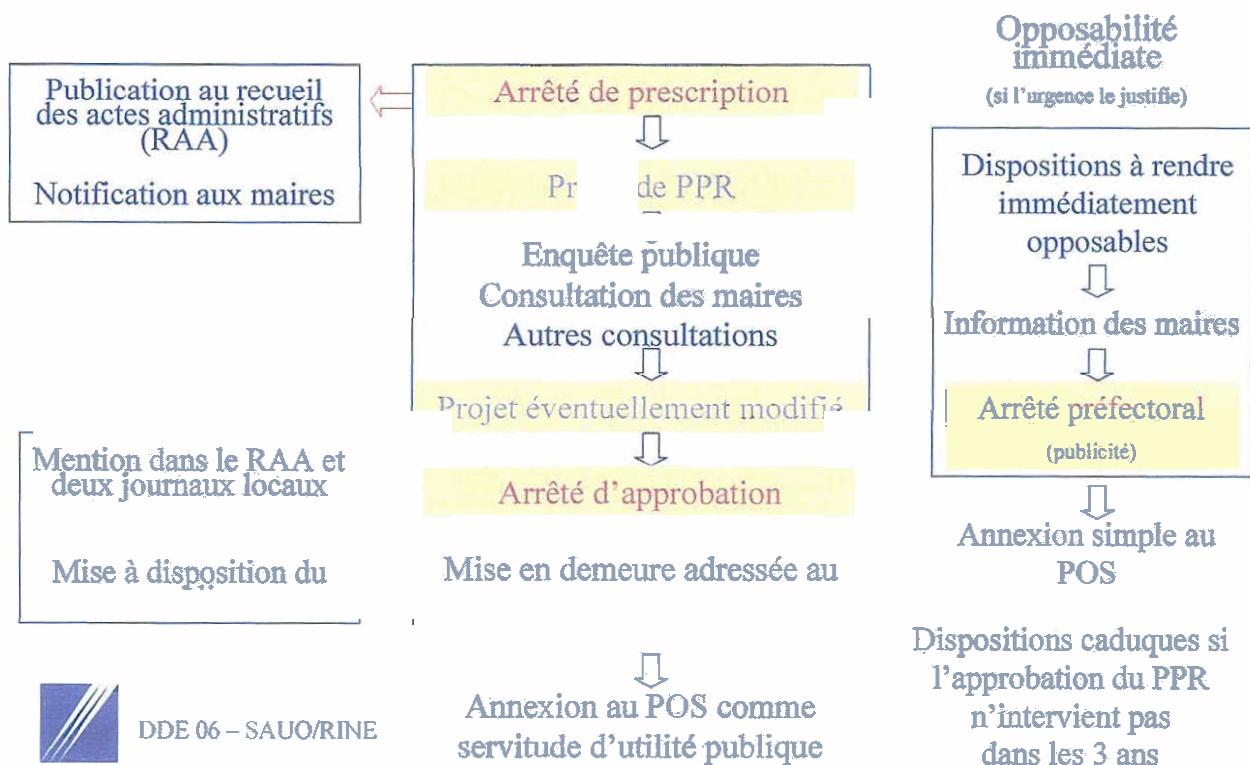 Publication au recueil
des actes administratifs
(RAA)
Notification aux maires
Mention dans le RAA et
deux journaux locaux
Mise à disposition du
DDE 06 – SAUO/RINE
Arrêté de prescription
de PPR
Enquête publique
Consultation des maires
Autres consultations
Projet éventuellement modifié
Arrêté d'approbation
Mise en demeure adressée au
Annexion au POS comme
servitude d'utilité publique
Opposabilité
immédiate
(si l'urgence le justifie)
Dispositions à rendre
immédiatement
opposables
Information des maires
Arrêté préfectoral
(publicité)
Annexion simple au
POS
Dispositions caduques si
l'approbation du PPR
n'intervient pas
dans les 3 ans